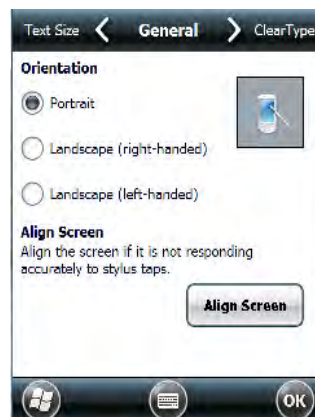 Text Size General ClearType
Orientation
Portrait
Landscape (right-handed)
Landscape (left-handed)
Align Screen
Align the screen if it is not responding
accurately to stylus taps.
Align Screen
OK